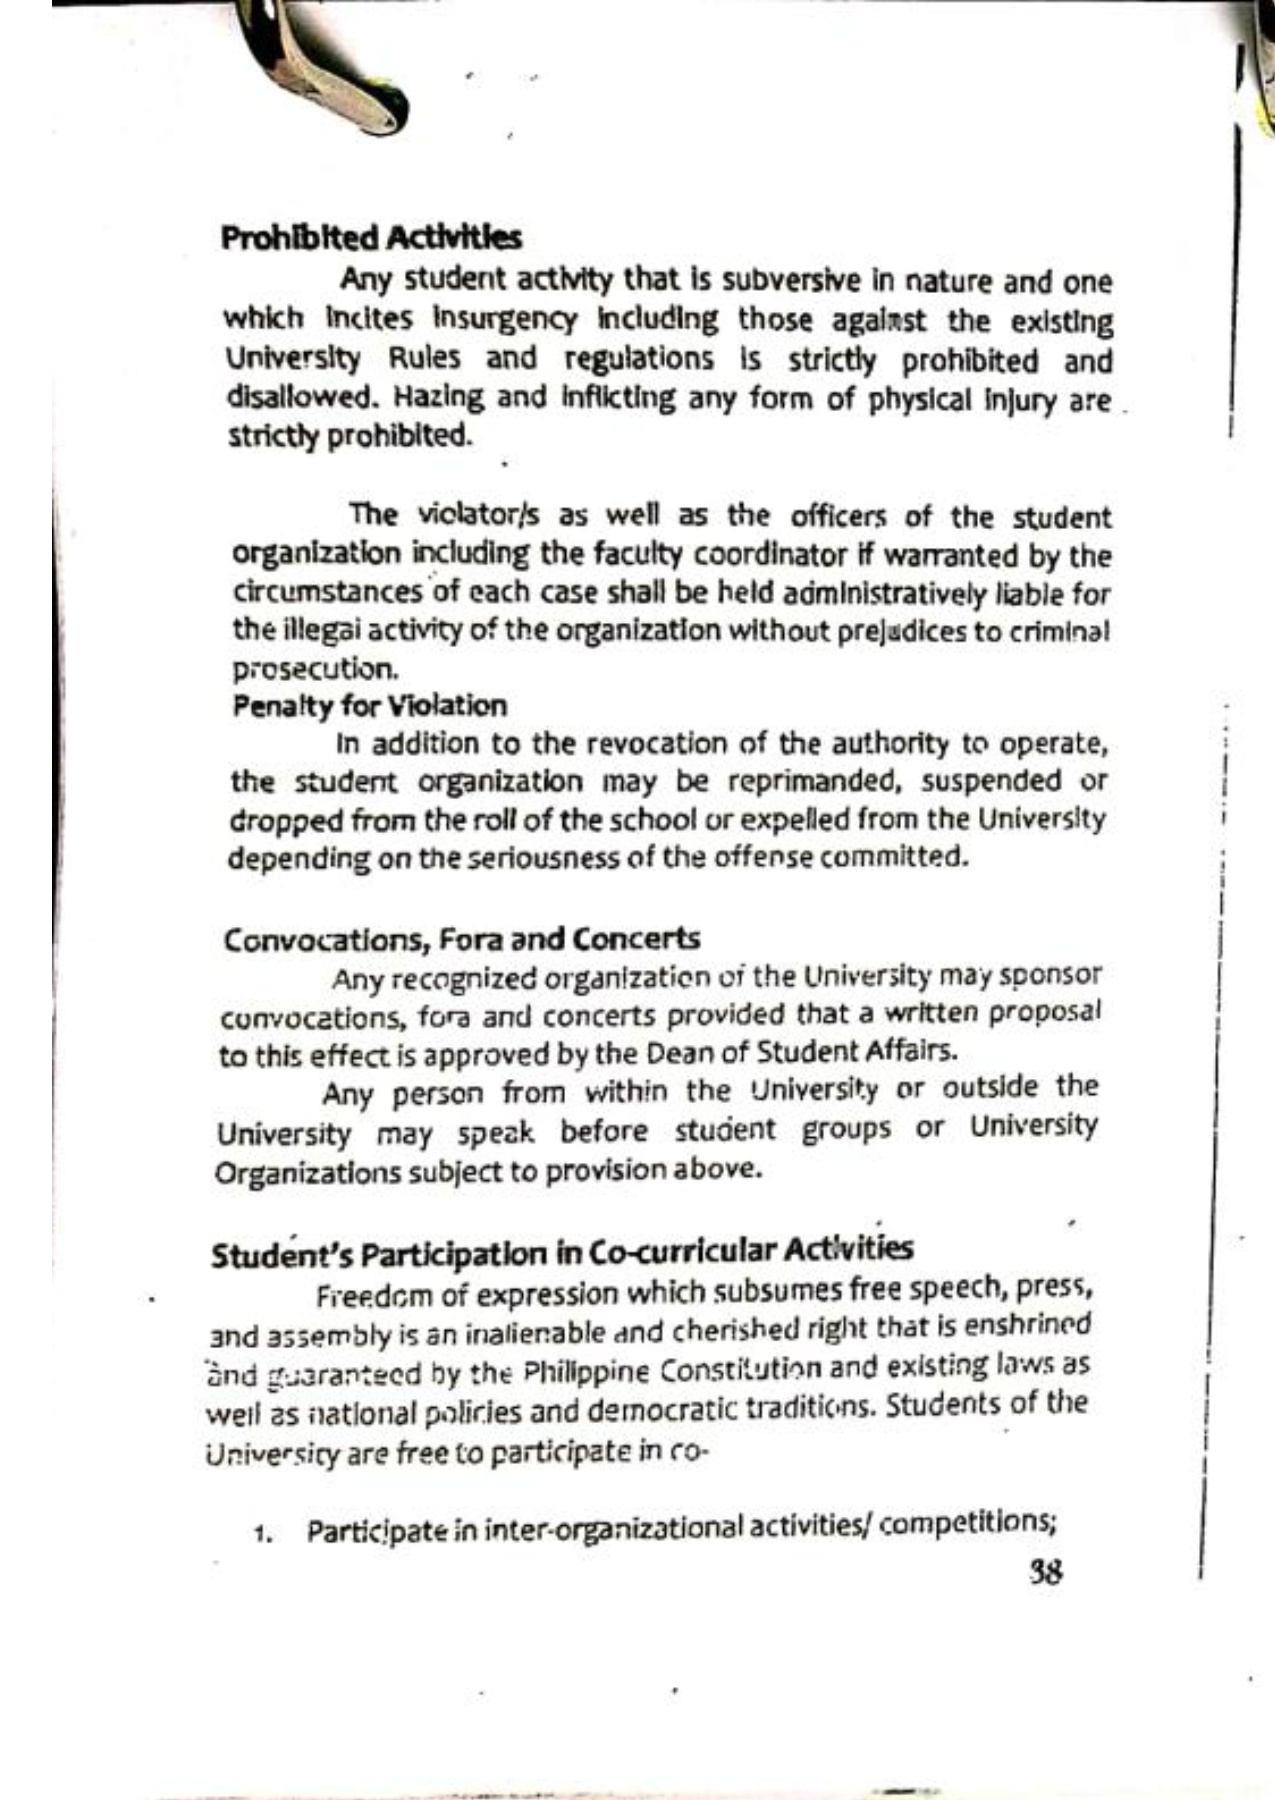 Prohibited Activities
Any student activity that is subversive in nature and one
which incites insurgency including those against the existing
University Rules and regulations is strictly prohibited and
disallowed. Hazing and inflicting any form of physical injury are
strictly prohibited.
The violator/s as well as the officers of the student
organization including the faculty coordinator if warranted by the
circumstances of each case shall be held administratively liable for
the illegal activity of the organization without prejudices to criminal
prosecution.
Penalty for Violation
In addition to the revocation of the authority to operate,
the student organization may be reprimanded, suspended or
dropped from the roll of the school or expelled from the University
depending on the seriousness of the offense committed.
Convocations, Fora and Concerts
Any recognized organization of the University may sponsor
convocations, fora and concerts provided that a written proposal
to this effect is approved by the Dean of Student Affairs.
Any person from within the University or outside the
University may speak before student groups or University
Organizations subject to provision above.
Student's Participation in Co-curricular Activities
Freedom of expression which subsumes free speech, press,
and assembly is an inalienable and cherished right that is enshrined
and guaranteed by the Philippine Constitution and existing laws as
well as national policies and democratic traditions. Students of the
University are free to participate in co-
1. Participate in inter-organizational activities/ competitions;
38